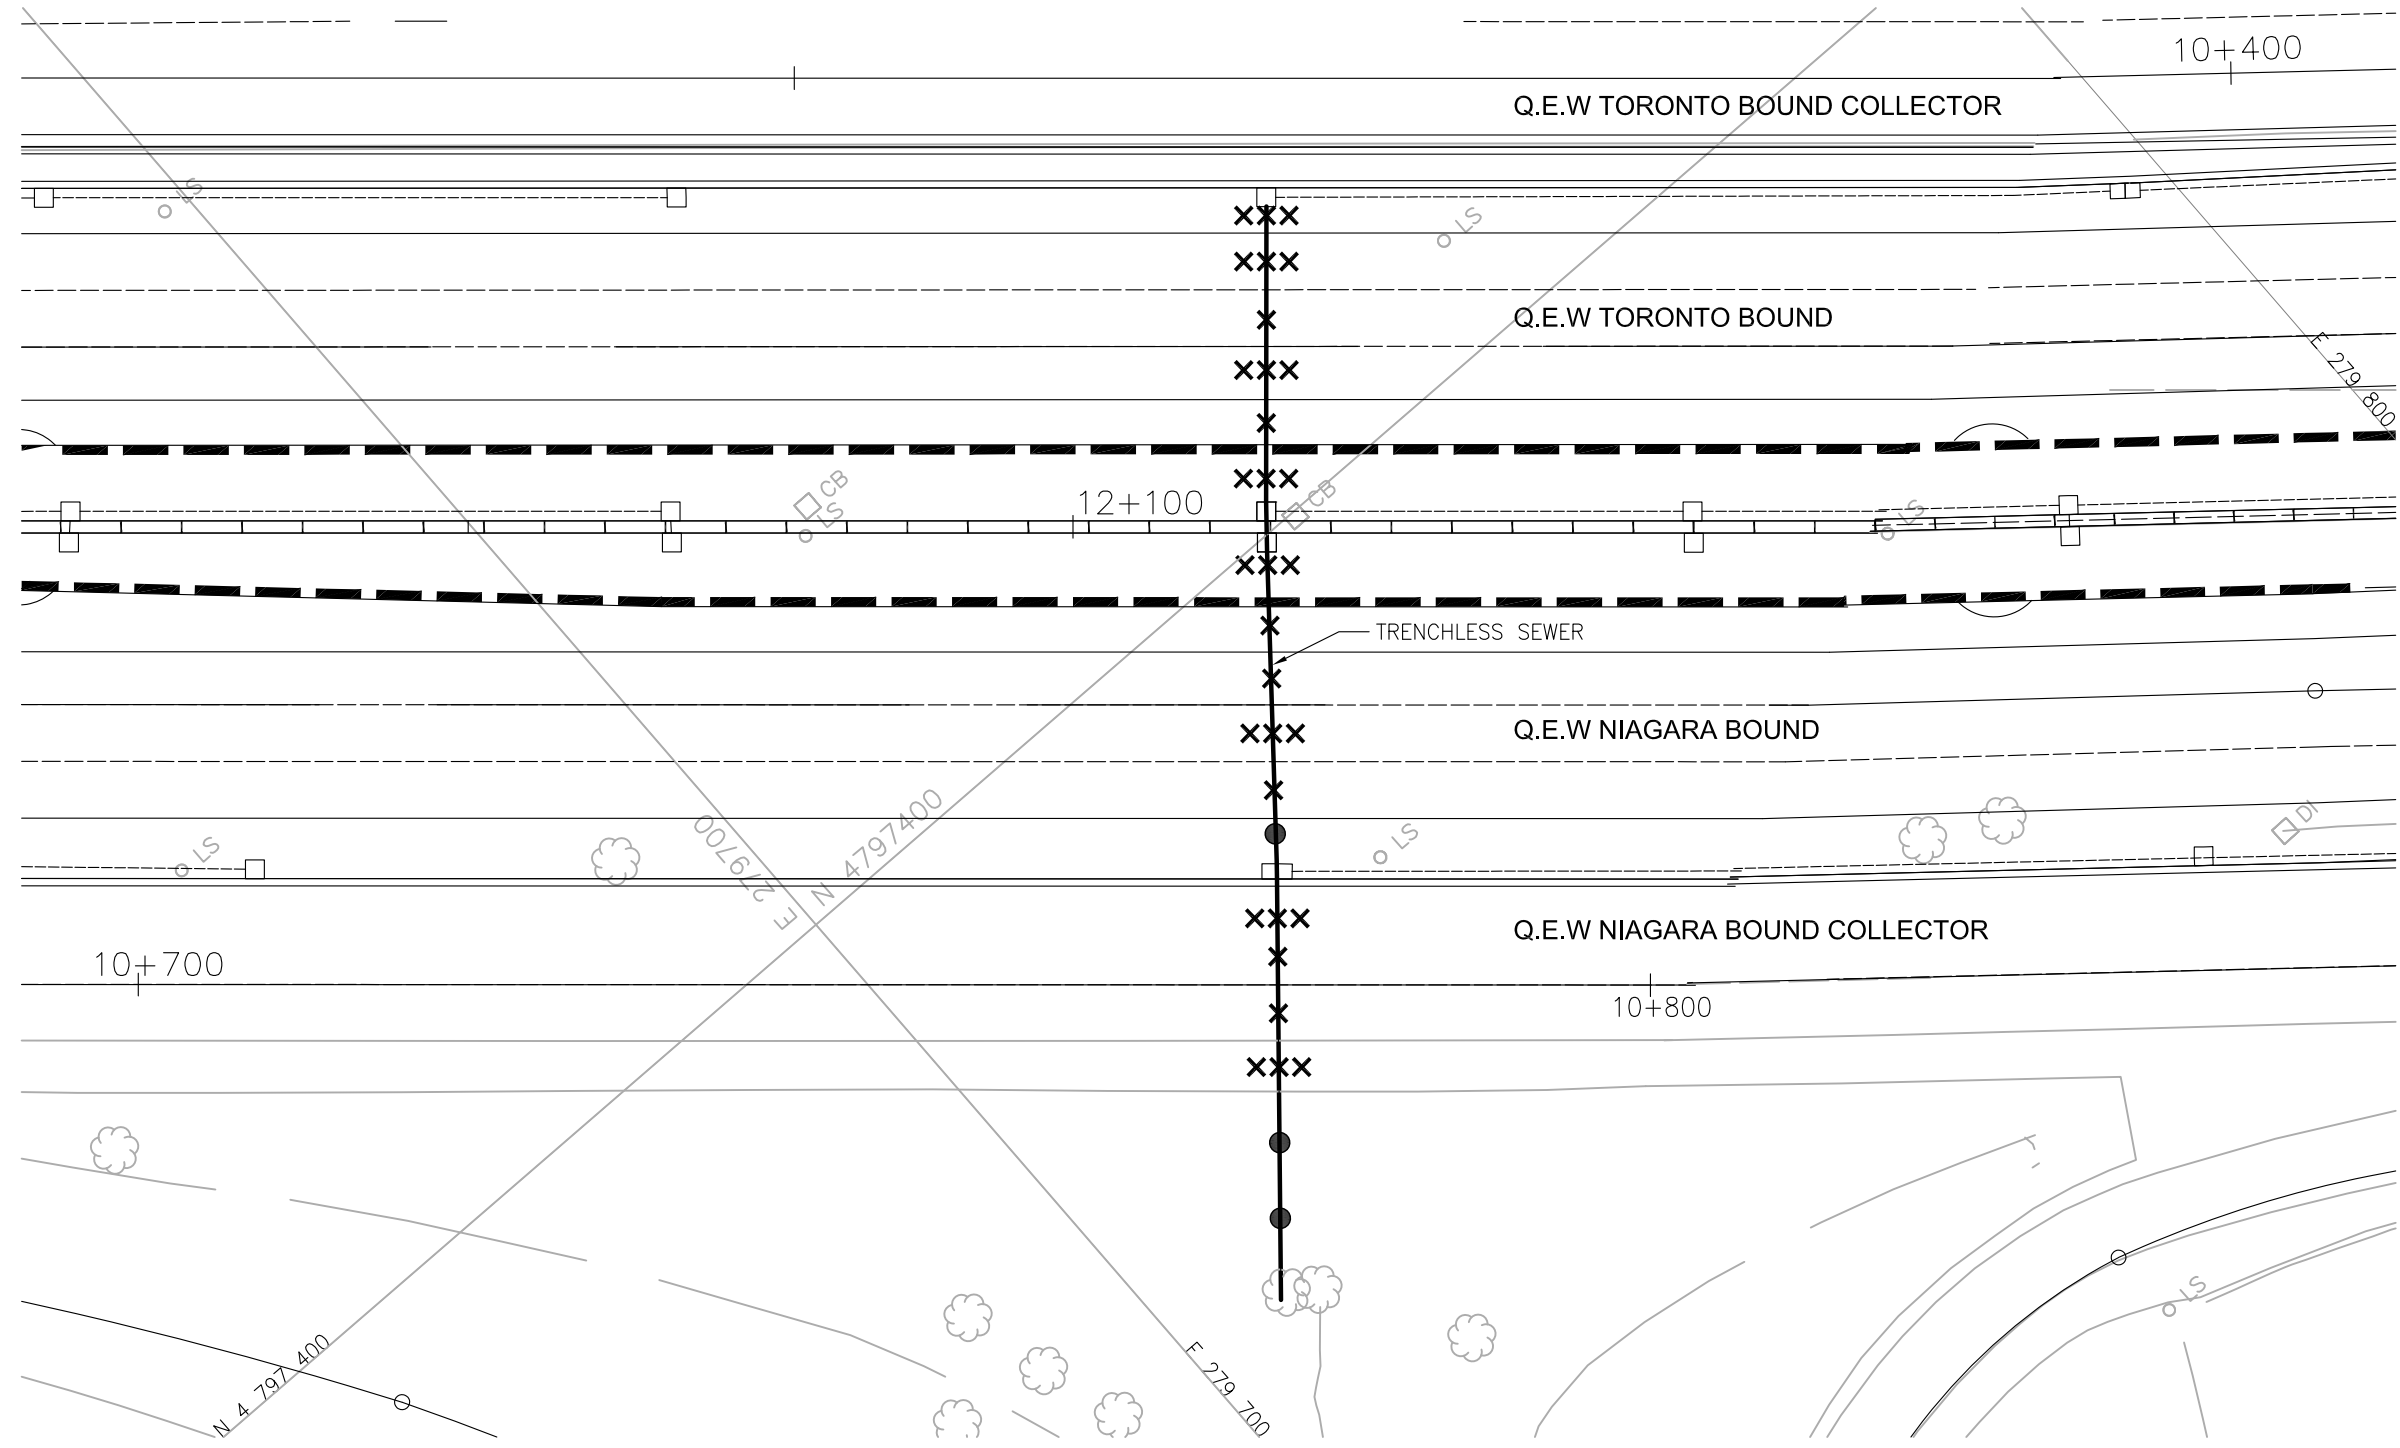 10+400
Q.E.W TORONTO BOUND COLLECTOR
LS
LS
Q.E.W TORONTO BOUND
E 279 800
CB
LS
12+100
CB
LS
TRENCHLESS SEWER
Q.E.W NIAGARA BOUND
LS
E 279700
N 4797400
LS
DI
Q.E.W NIAGARA BOUND COLLECTOR
10+700
10+800
LS
N 4 797 400
E 279 700